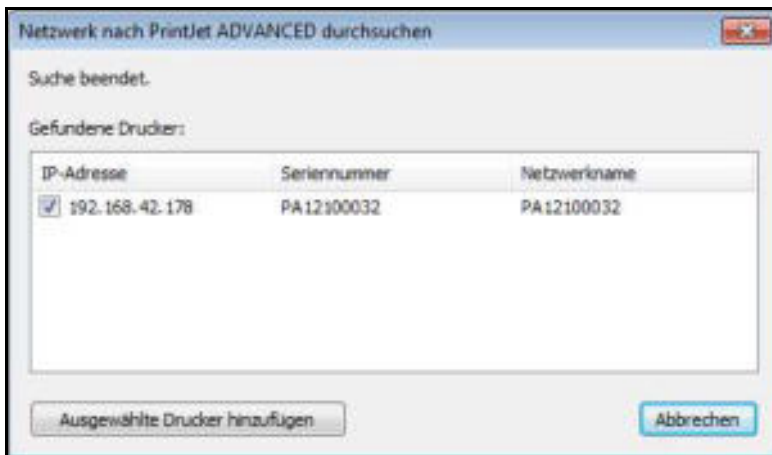 Netzwerk nach PrintJet ADVANCED durchsuchen
Suche beendet.
Gefundene Drucker:
IP-Adresse Seriennummer Netzwerkname
192.168.42.178 PA12100032 PA12100032
Ausgewählte Drucker hinzufügen Abbrechen